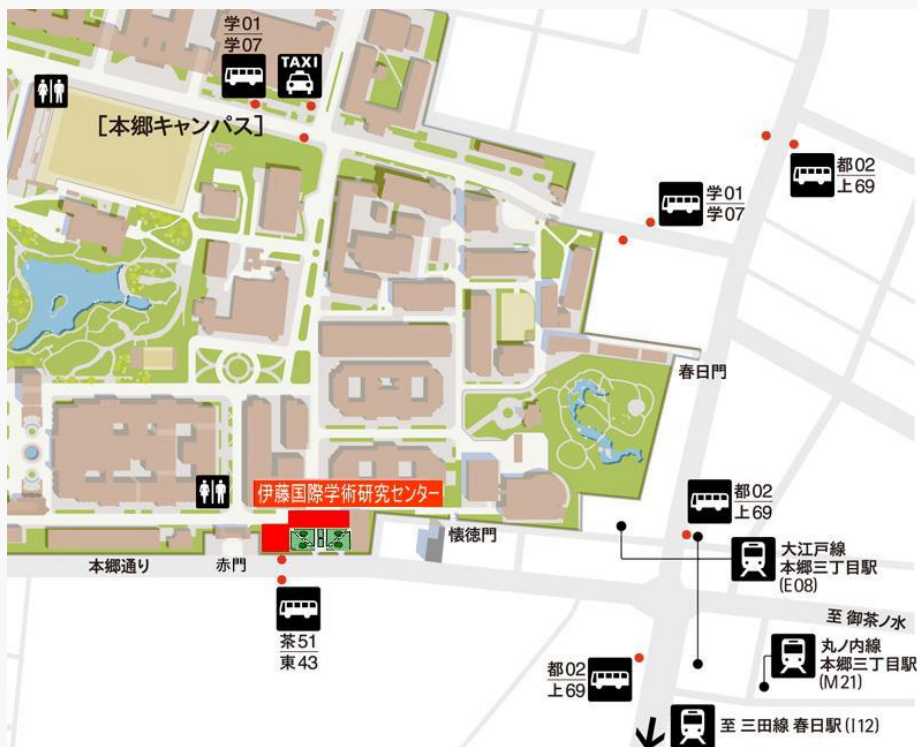 学01
学07
TAXI
[本郷キャンパス]
都02
上69
学01
学07
春日門
伊藤国際学術研究センター
都02
上69
懐徳門
本郷通り
赤門
大江戸線
本郷三丁目駅
(E08)
茶51
東43
至 御茶ノ水
丸ノ内線
本郷三丁目駅
(M21)
都02
上69
至 三田線 春日駅(I12)